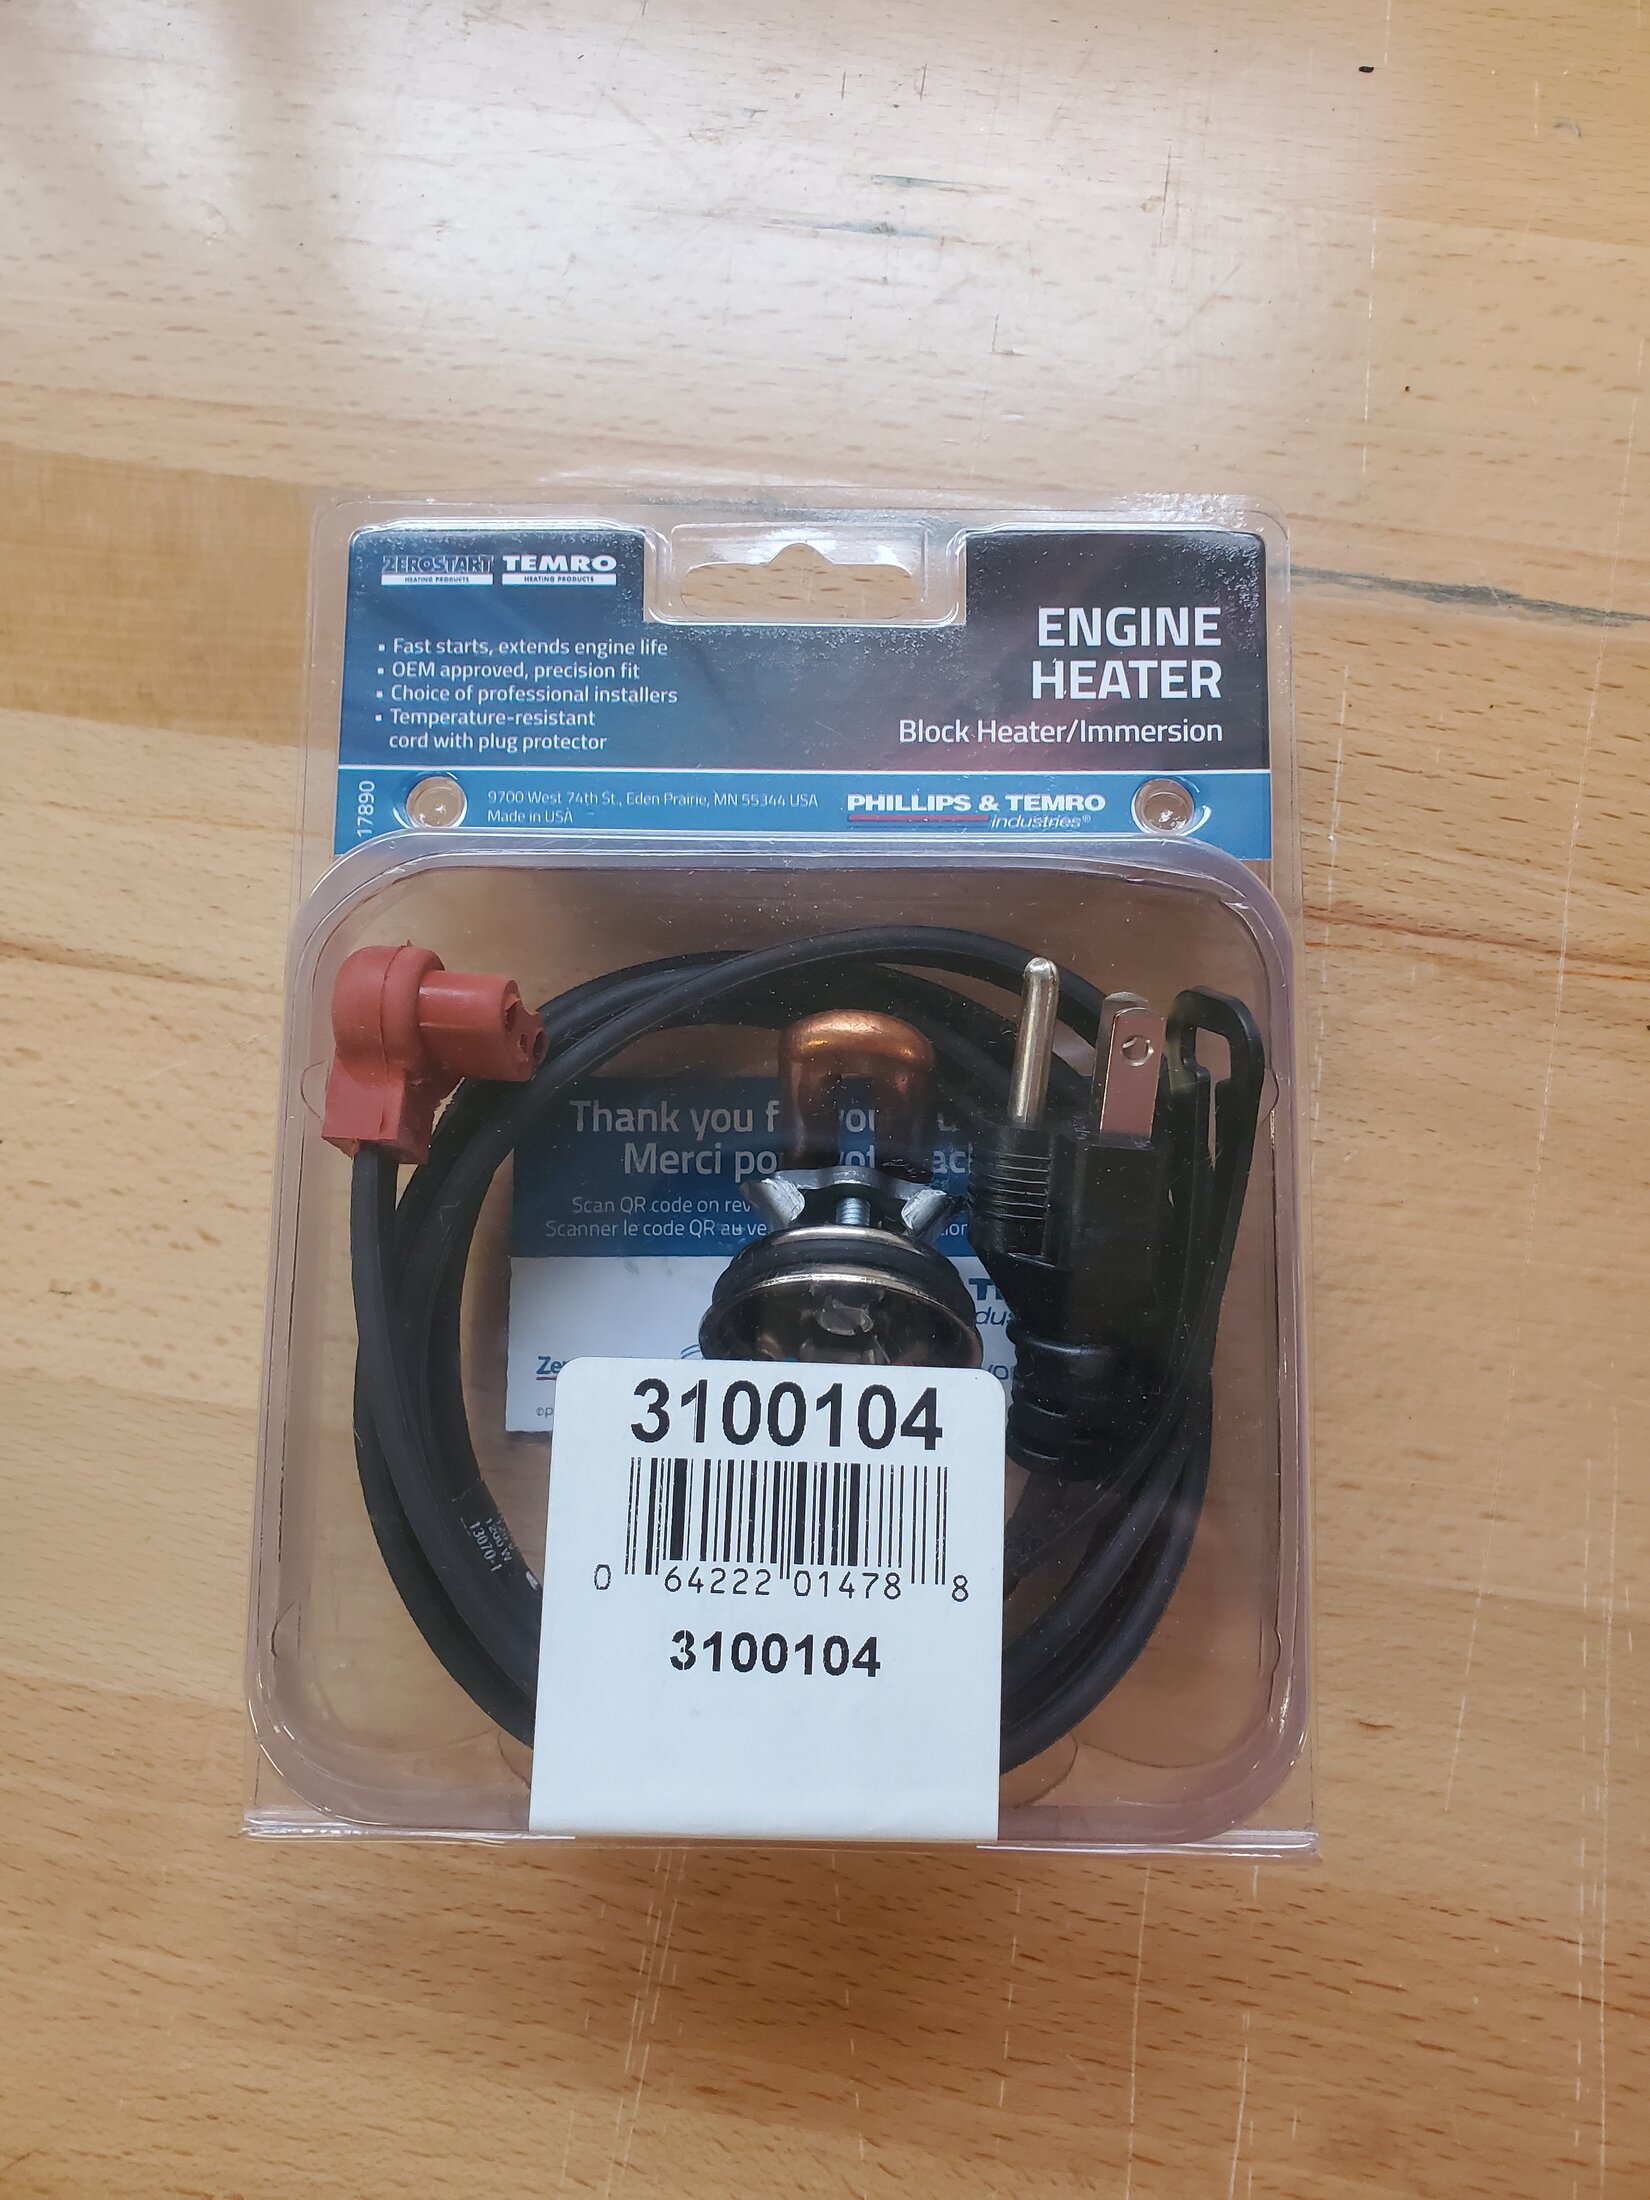 ZEROSTART TEMRO
HEATING PRODUCTS HEATING PRODUCTS
▪ Fast starts, extends engine life
▪ OEM approved, precision fit
▪ Choice of professional installers
▪ Temperature-resistant
cord with plug protector
ENGINE
HEATER
Block Heater/Immersion
17890
9700 West 74th St., Eden Prairie, MN 55344 USA
Made in USA
PHILLIPS & TEMRO
Industries®
Thank you
Merci
Scan QR code on
Scanner le code QR au
1200 W
13070-1
3100104
0 64222 01478 8
3100104